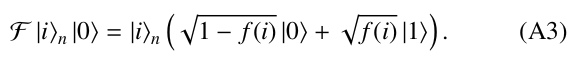 ℱ |i⟩ₙ |0⟩ = |i⟩ₙ (√(1 − f(i)) |0⟩ + √f(i) |1⟩). (A3)